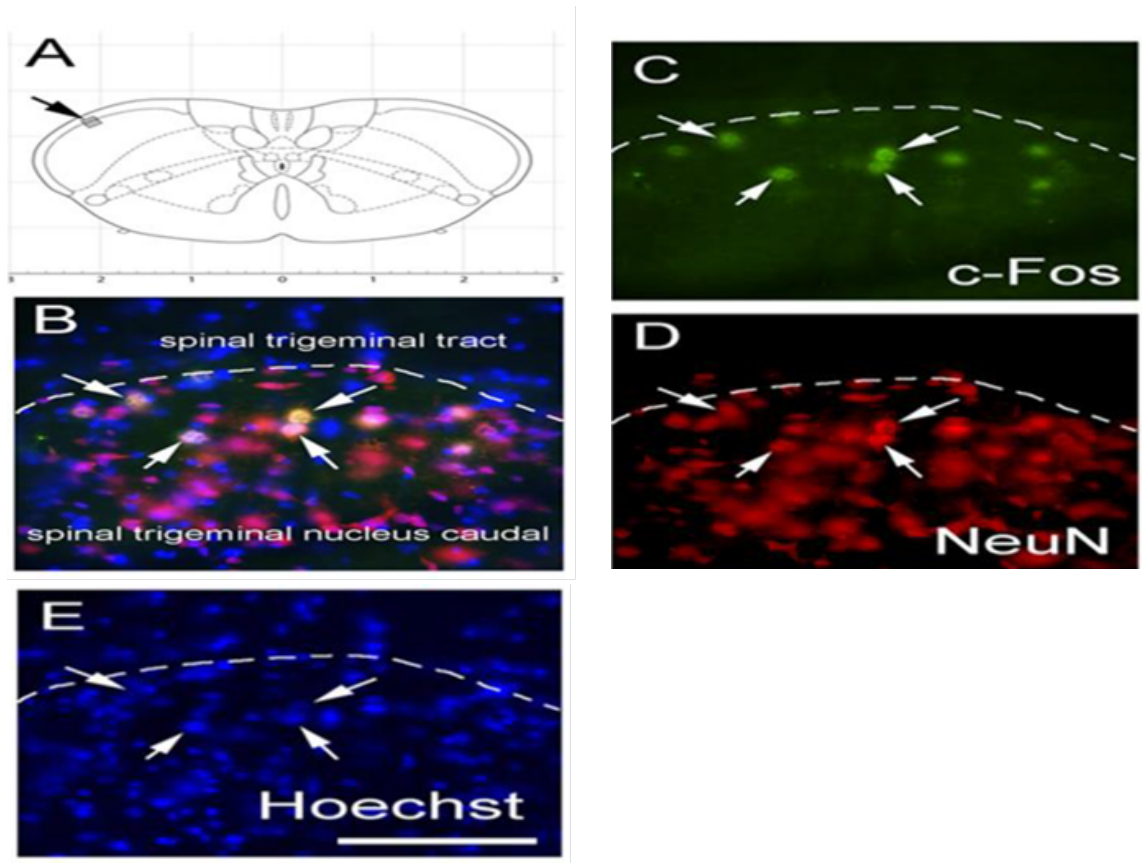 A
3 2 1 0 1 2 3
B
spinal trigeminal tract
spinal trigeminal nucleus caudal
C
c-Fos
D
NeuN
E
Hoechst